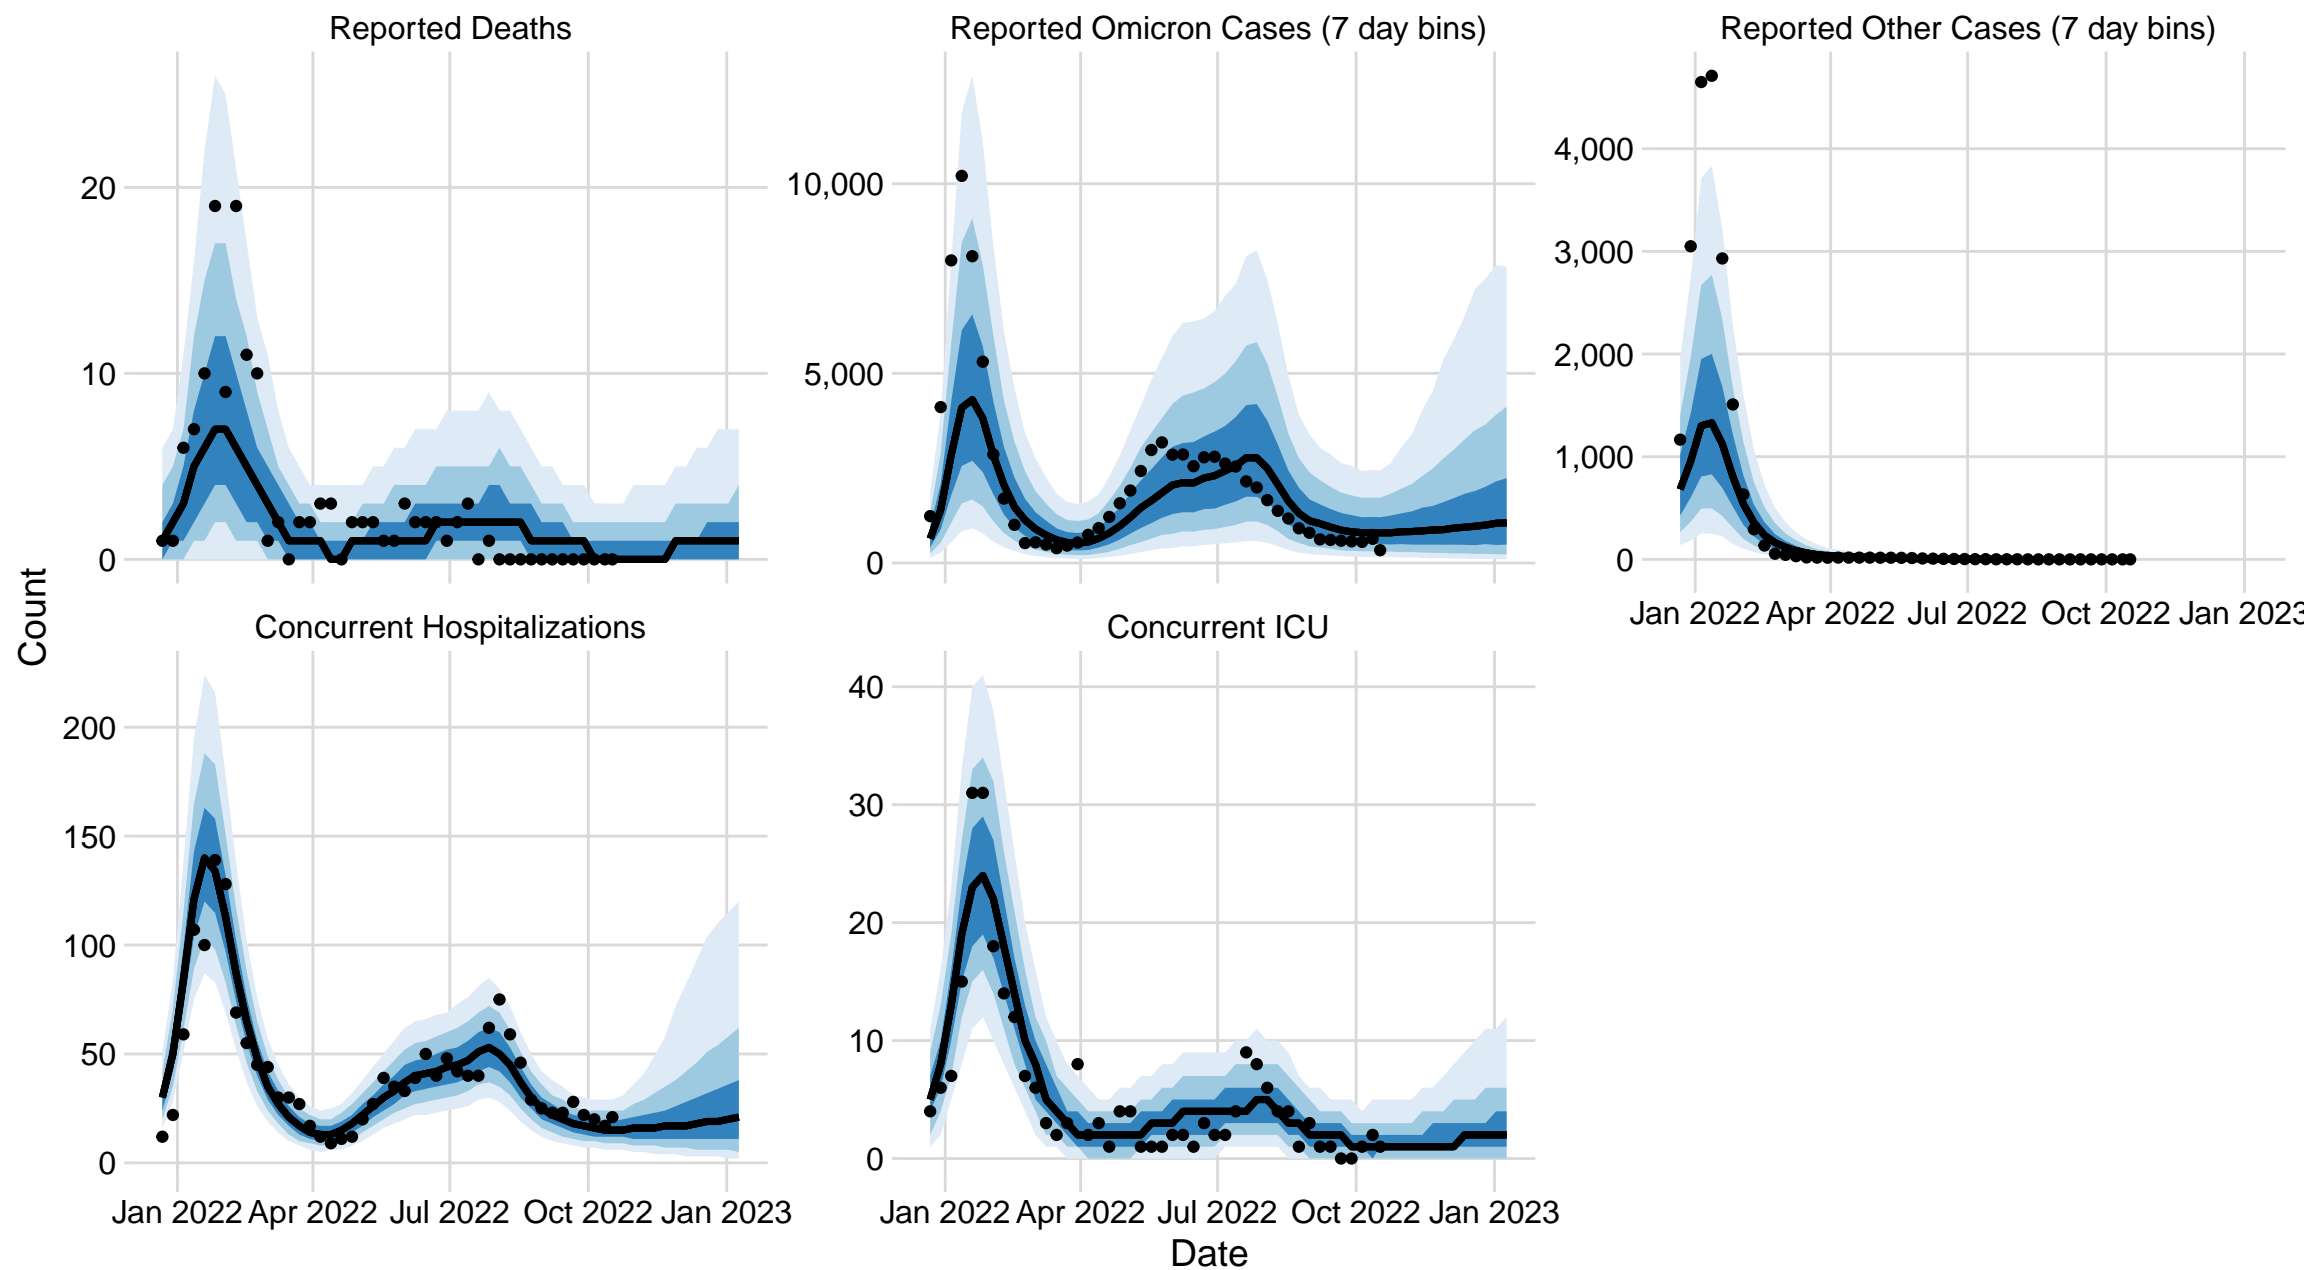 Reported Deaths
Reported Omicron Cases (7 day bins)
Reported Other Cases (7 day bins)
20
10
0
10,000
5,000
0
4,000
3,000
2,000
1,000
0
Jan 2022 Apr 2022 Jul 2022 Oct 2022 Jan 2023
Count
Concurrent Hospitalizations
Concurrent ICU
200
150
100
50
0
40
30
20
10
0
Jan 2022 Apr 2022 Jul 2022 Oct 2022 Jan 2023
Jan 2022 Apr 2022 Jul 2022 Oct 2022 Jan 2023
Date